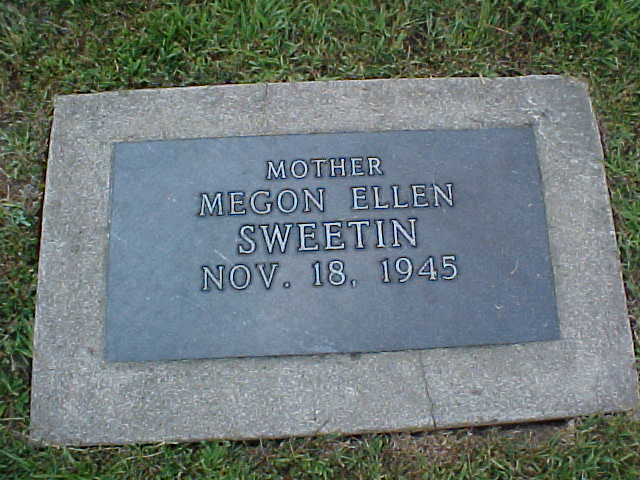 MOTHER
MEGON ELLEN
SWEETIN
NOV. 18, 1945